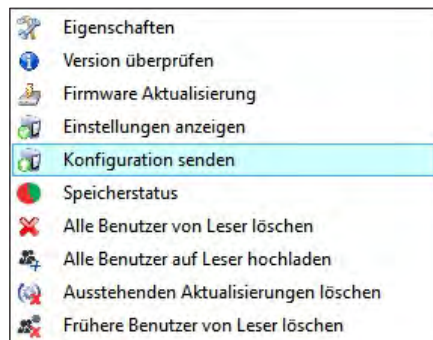 Eigenschaften
Version überprüfen
Firmware Aktualisierung
Einstellungen anzeigen
Konfiguration senden
Speicherstatus
Alle Benutzer von Leser löschen
Alle Benutzer auf Leser hochladen
Ausstehenden Aktualisierungen löschen
Frühere Benutzer von Leser löschen